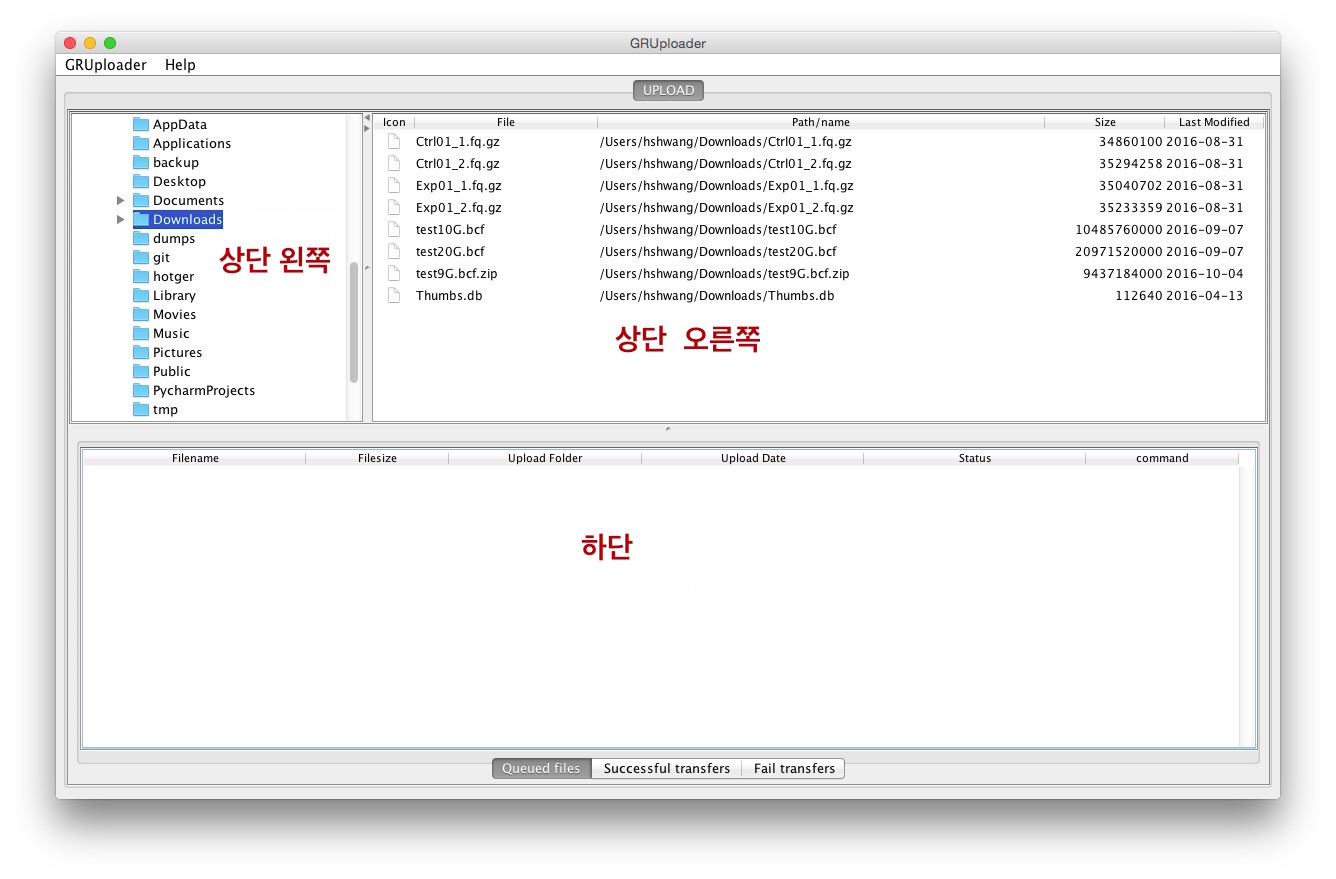 GRUploader
GRUploader Help
UPLOAD
AppData
Applications
backup
Desktop
Documents
Downloads
dumps
git
hotger
Library
Movies
Music
Pictures
Public
PycharmProjects
tmp
상단 왼쪽
Icon File Path/name Size Last Modified
Ctrl01_1.fq.gz /Users/hshwang/Downloads/Ctrl01_1.fq.gz 34860100 2016-08-31
Ctrl01_2.fq.gz /Users/hshwang/Downloads/Ctrl01_2.fq.gz 35294258 2016-08-31
Exp01_1.fq.gz /Users/hshwang/Downloads/Exp01_1.fq.gz 35040702 2016-08-31
Exp01_2.fq.gz /Users/hshwang/Downloads/Exp01_2.fq.gz 35233359 2016-08-31
test10G.bcf /Users/hshwang/Downloads/test10G.bcf 10485760000 2016-09-07
test20G.bcf /Users/hshwang/Downloads/test20G.bcf 20971520000 2016-09-07
test9G.bcf.zip /Users/hshwang/Downloads/test9G.bcf.zip 9437184000 2016-10-04
Thumbs.db /Users/hshwang/Downloads/Thumbs.db 112640 2016-04-13
상단 오른쪽
Filename Filesize Upload Folder Upload Date Status command
하단
Queued files Successful transfers Fail transfers